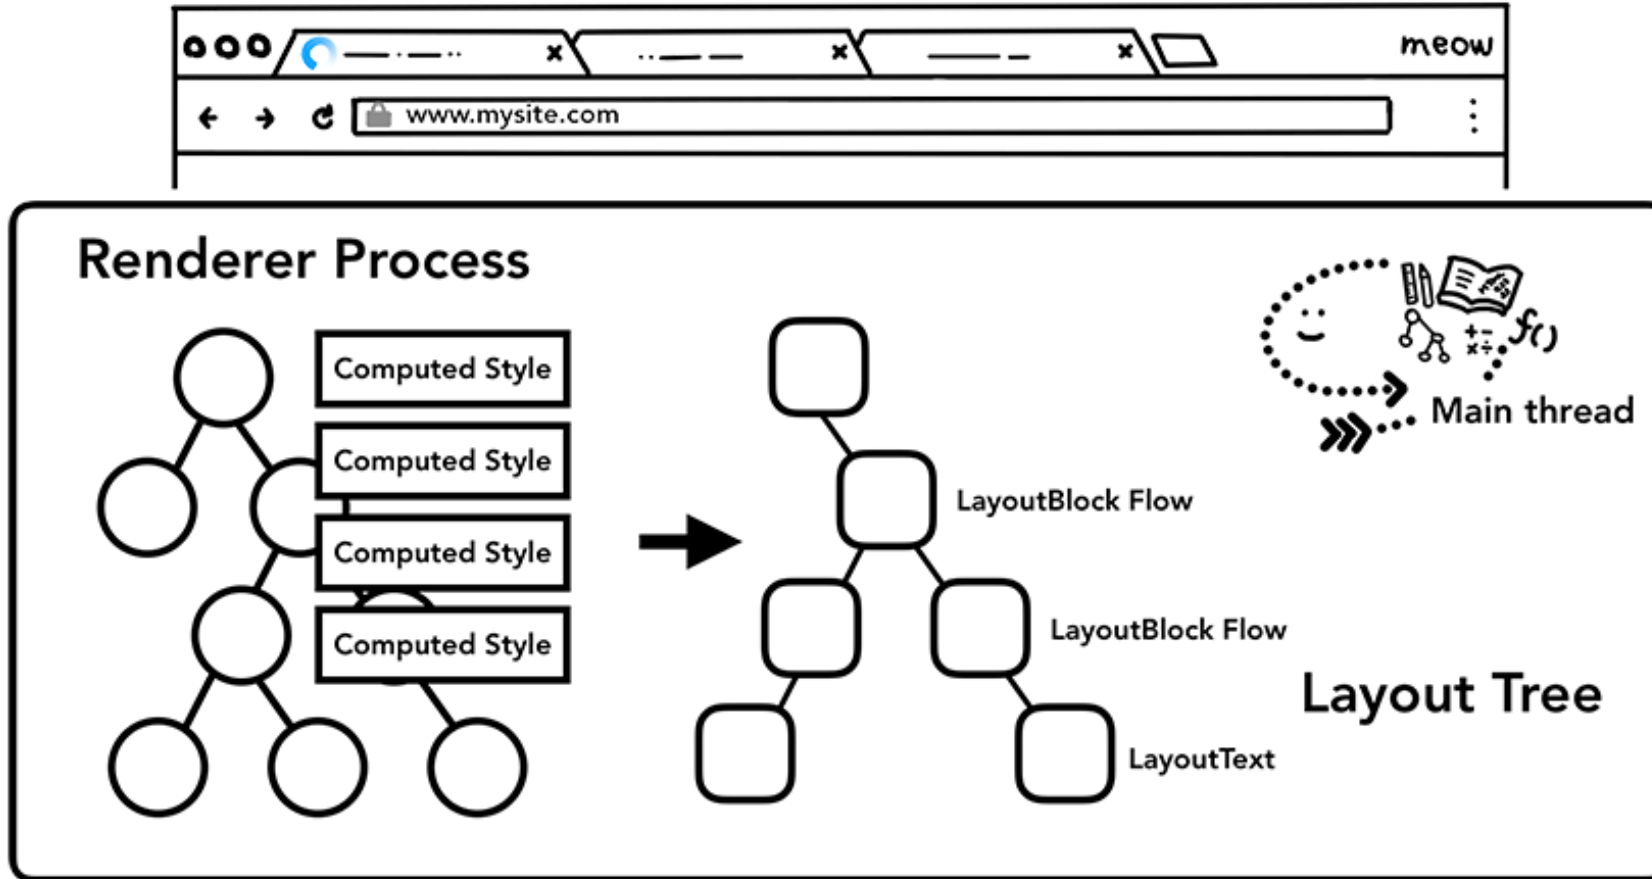 meow
www.mysite.com
Renderer Process
Computed Style
Computed Style
Computed Style
Computed Style
LayoutBlock Flow
LayoutBlock Flow
LayoutText
+-
×÷
f()
Main thread
Layout Tree